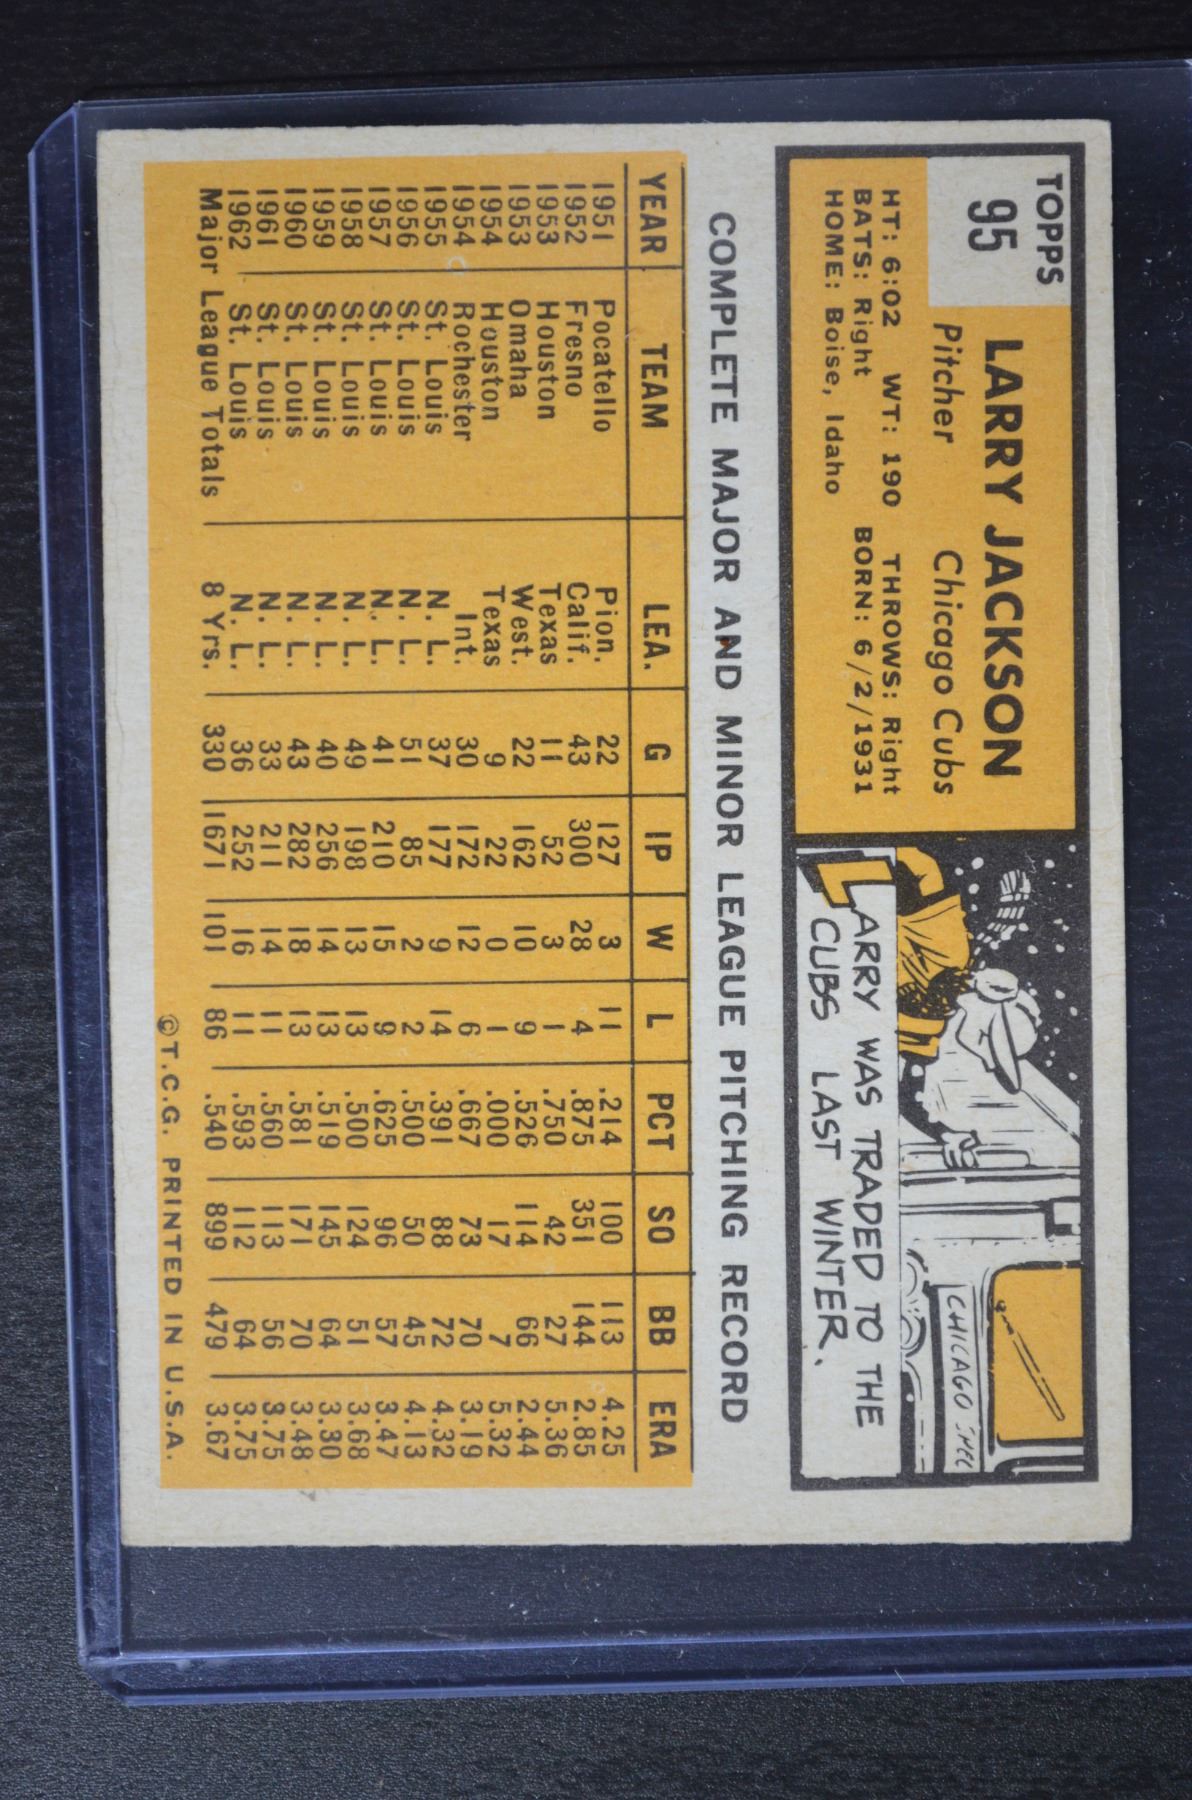 TOPPS
95
LARRY JACKSON
Pitcher Chicago Cubs
HT: 6:02 WT: 190 THROWS: Right
BATS: Right BORN: 6/2/1931
HOME: Boise, Idaho
CHICAGO
LARRY WAS TRADED TO THE
CUBS LAST WINTER.
COMPLETE MAJOR AND MINOR LEAGUE PITCHING RECORD
YEAR TEAM LEA. G IP W L PCT SO BB ERA
1951 Pocatello Pion. 22 127 3 11 .214 100 113 4.25
1952 Fresno Calif. 43 300 28 4 .875 351 144 2.85
1953 Houston Texas 11 52 3 1 .750 42 27 5.36
1953 Omaha West. 22 162 10 9 .526 114 66 2.44
1954 Houston Texas 9 22 0 1 .000 17 7 5.32
1954 Rochester Int. 30 172 12 6 .667 73 70 3.19
1955 St. Louis N. L. 37 177 9 14 .391 88 72 4.32
1956 St. Louis N. L. 51 85 2 2 .500 50 45 4.13
1957 St. Louis N. L. 41 210 15 9 .625 96 57 3.47
1958 St. Louis N. L. 49 198 13 13 .500 124 51 3.68
1959 St. Louis N. L. 40 256 14 13 .519 145 64 3.30
1960 St. Louis N. L. 43 282 18 13 .581 171 70 3.48
1961 St. Louis N. L. 33 211 14 11 .560 113 56 3.75
1962 St. Louis N. L. 36 252 16 11 .593 112 64 3.75
Major League Totals 8 Yrs. 330 1671 101 86 .540 899 479 3.67
©T.C.G. PRINTED IN U.S.A.